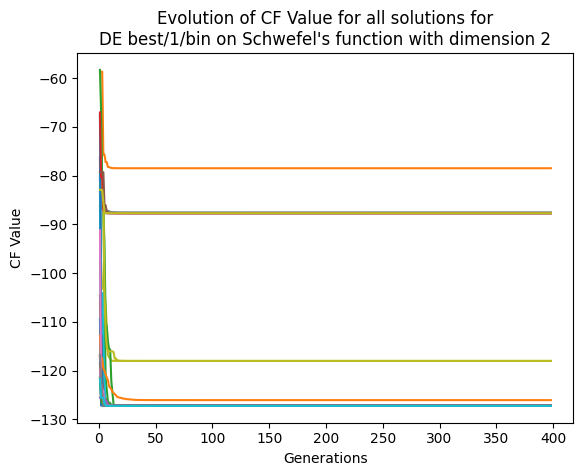 Evolution of CF Value for all solutions for
DE best/1/bin on Schwefel's function with dimension 2
CF Value
−60
−70
−80
−90
−100
−110
−120
−130
0 50 100 150 200 250 300 350 400
Generations